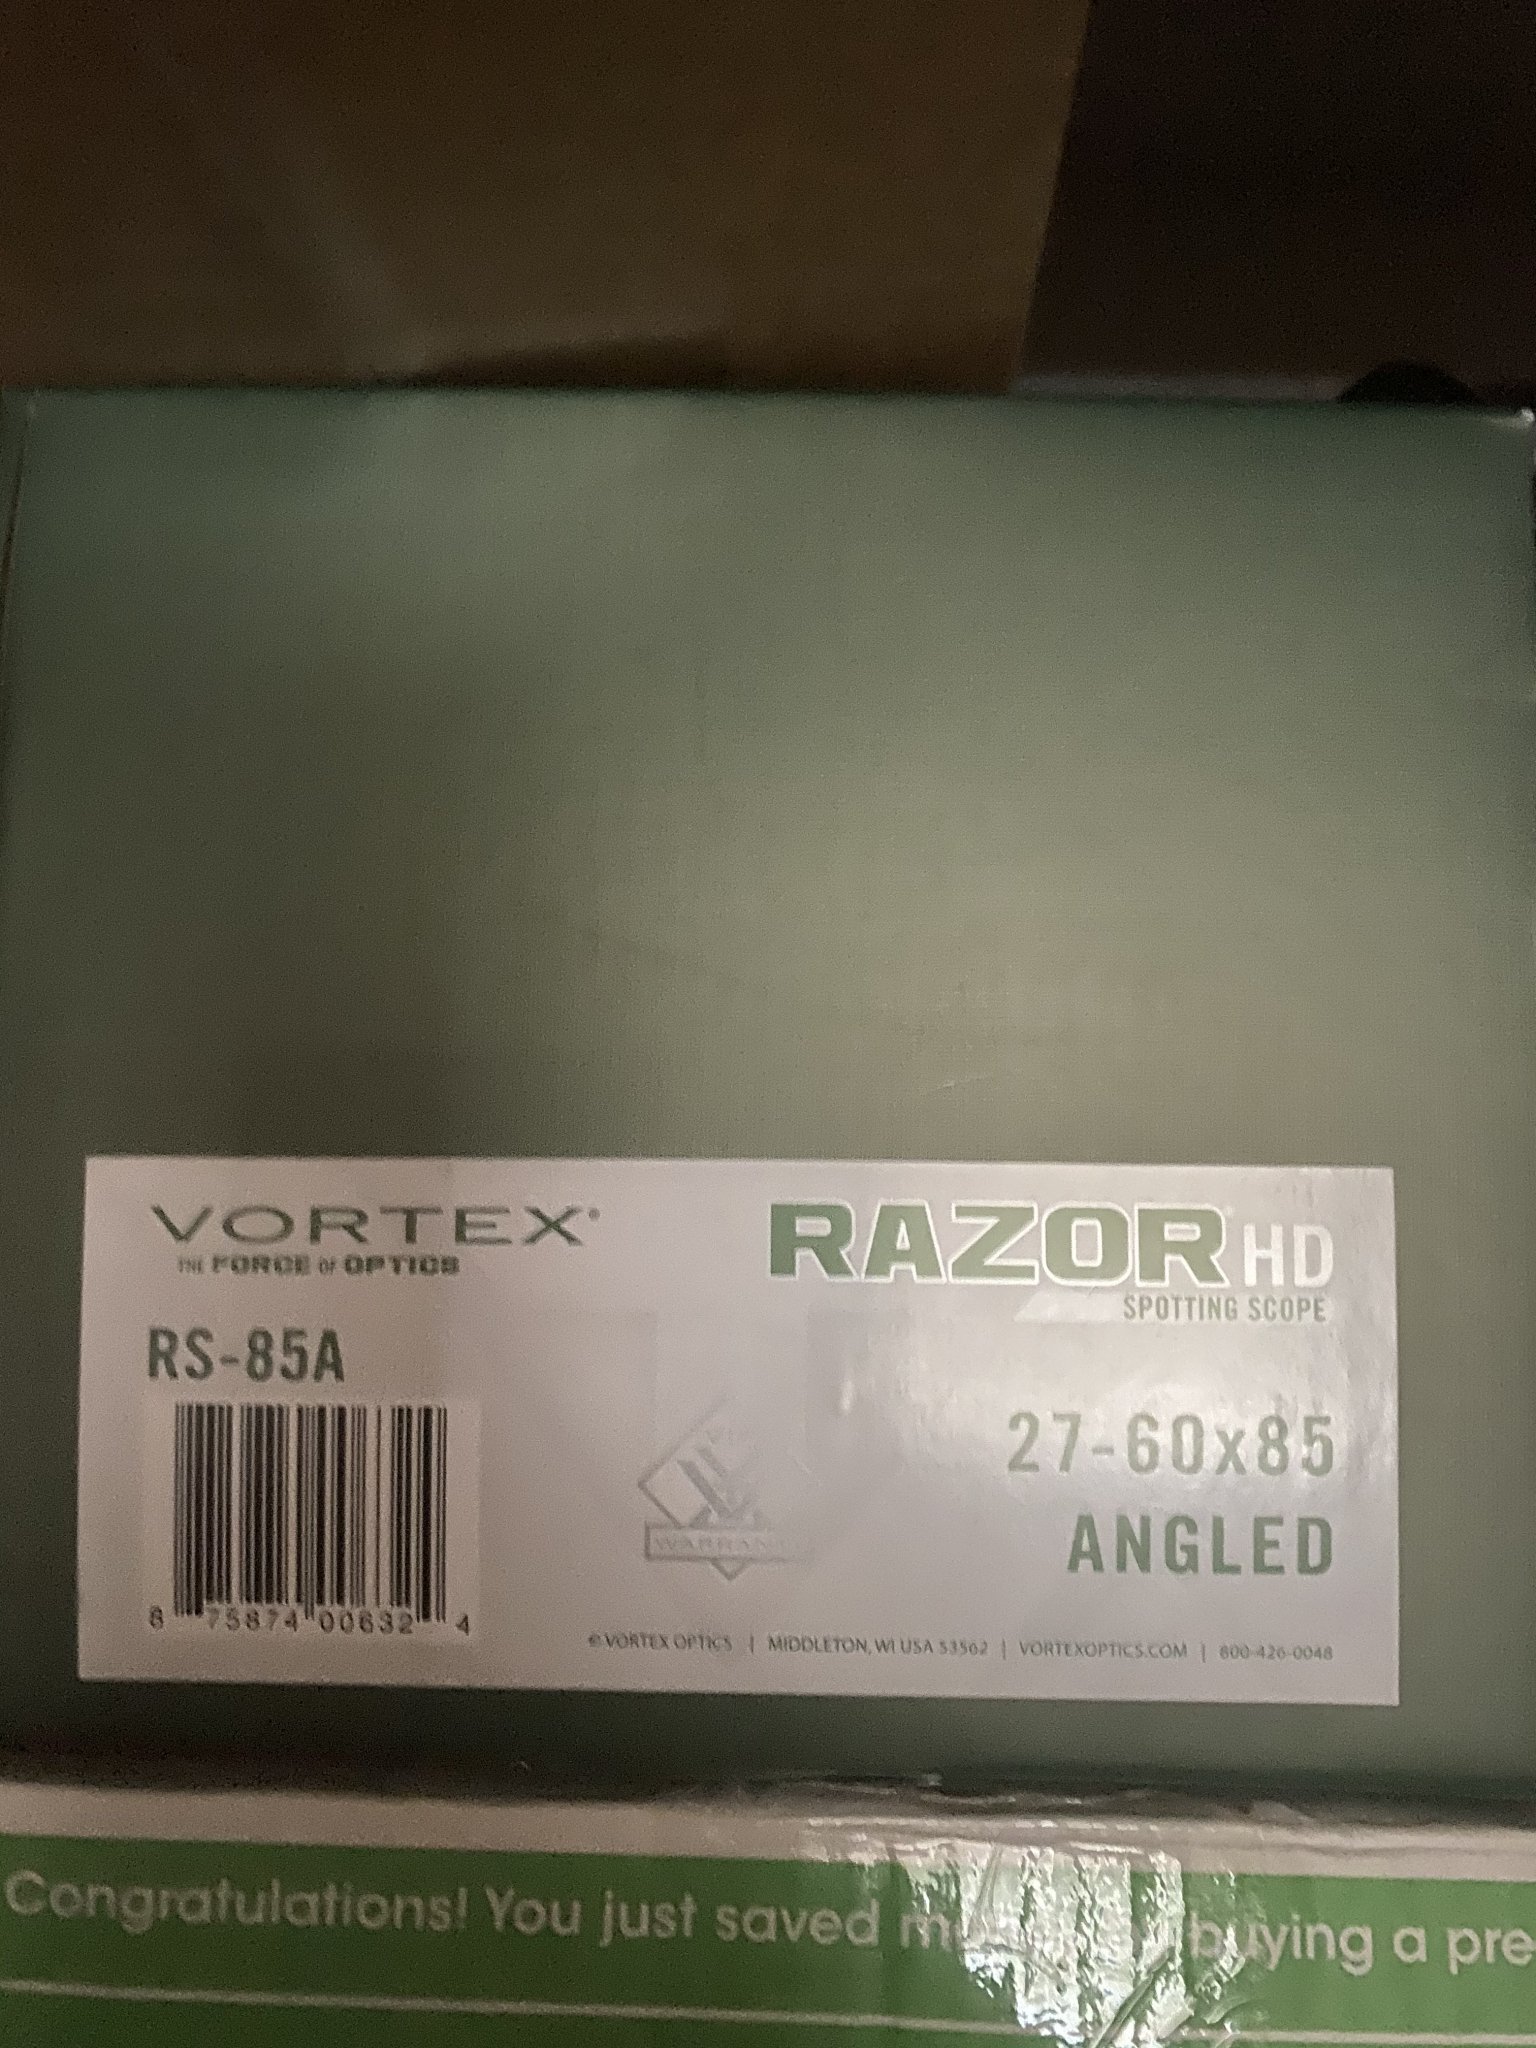 VORTEX®
THE FORCE OF OPTICS
RAZOR HD
SPOTTING SCOPE
RS-85A
27-60x85
ANGLED
8 75874 00632 4
© VORTEX OPTICS | MIDDLETON, WI USA 53562 | VORTEXOPTICS.COM | 800-426-0048
Congratulations! You just saved buying a pre